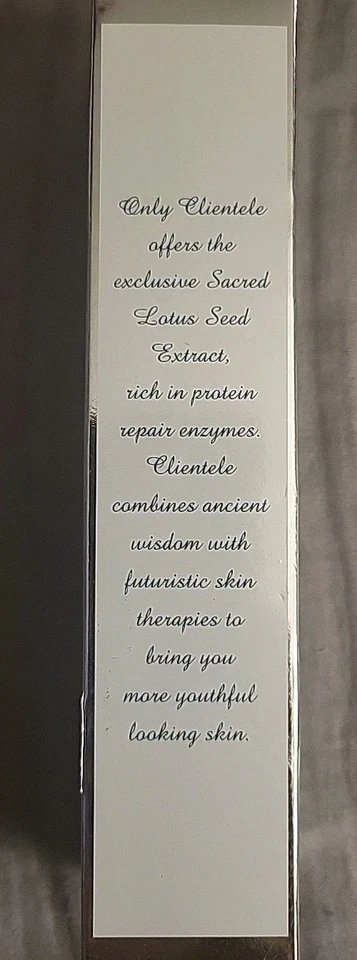 Only Clientele
offers the
exclusive Sacred
Lotus Seed
Extract,
rich in protein
repair enzymes.
Clientele
combines ancient
wisdom with
futuristic skin
therapies to
bring you
more youthful
looking skin.